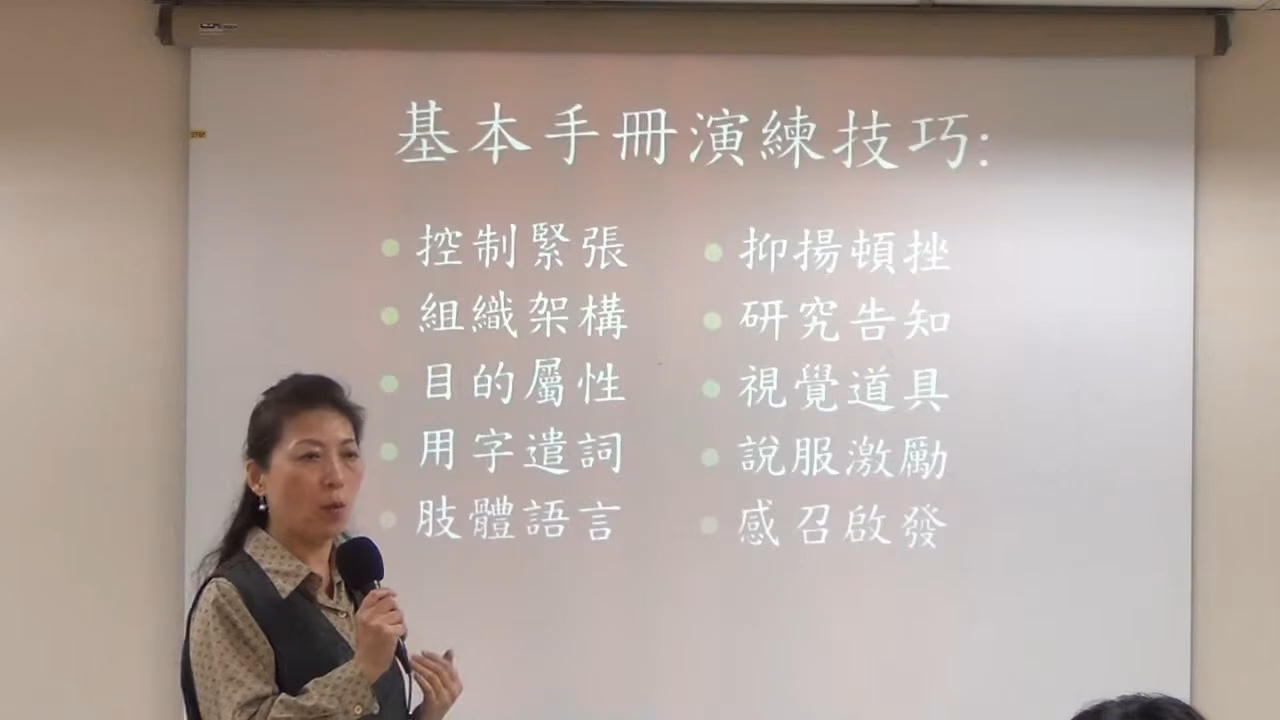 基本手冊演練技巧:
• 控制緊張
• 組織架構
• 目的屬性
• 用字遣詞
• 肢體語言
• 抑揚頓挫
• 研究告知
• 視覺道具
• 說服激勵
• 感召啟發